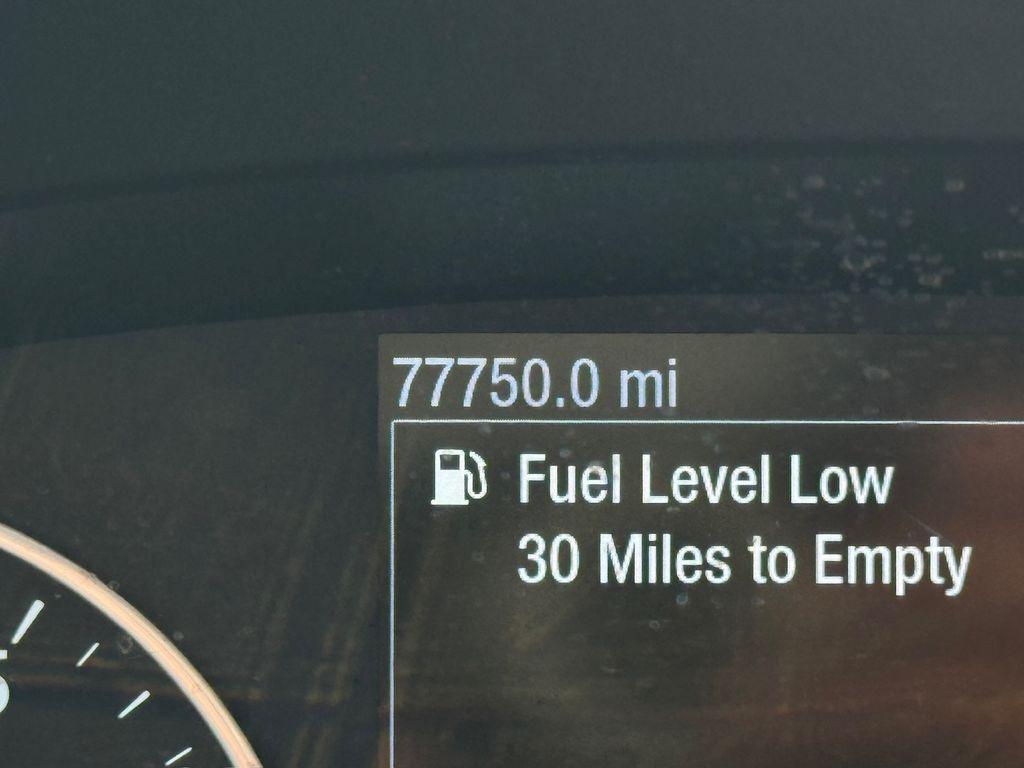 77750.0 mi
Fuel Level Low
30 Miles to Empty